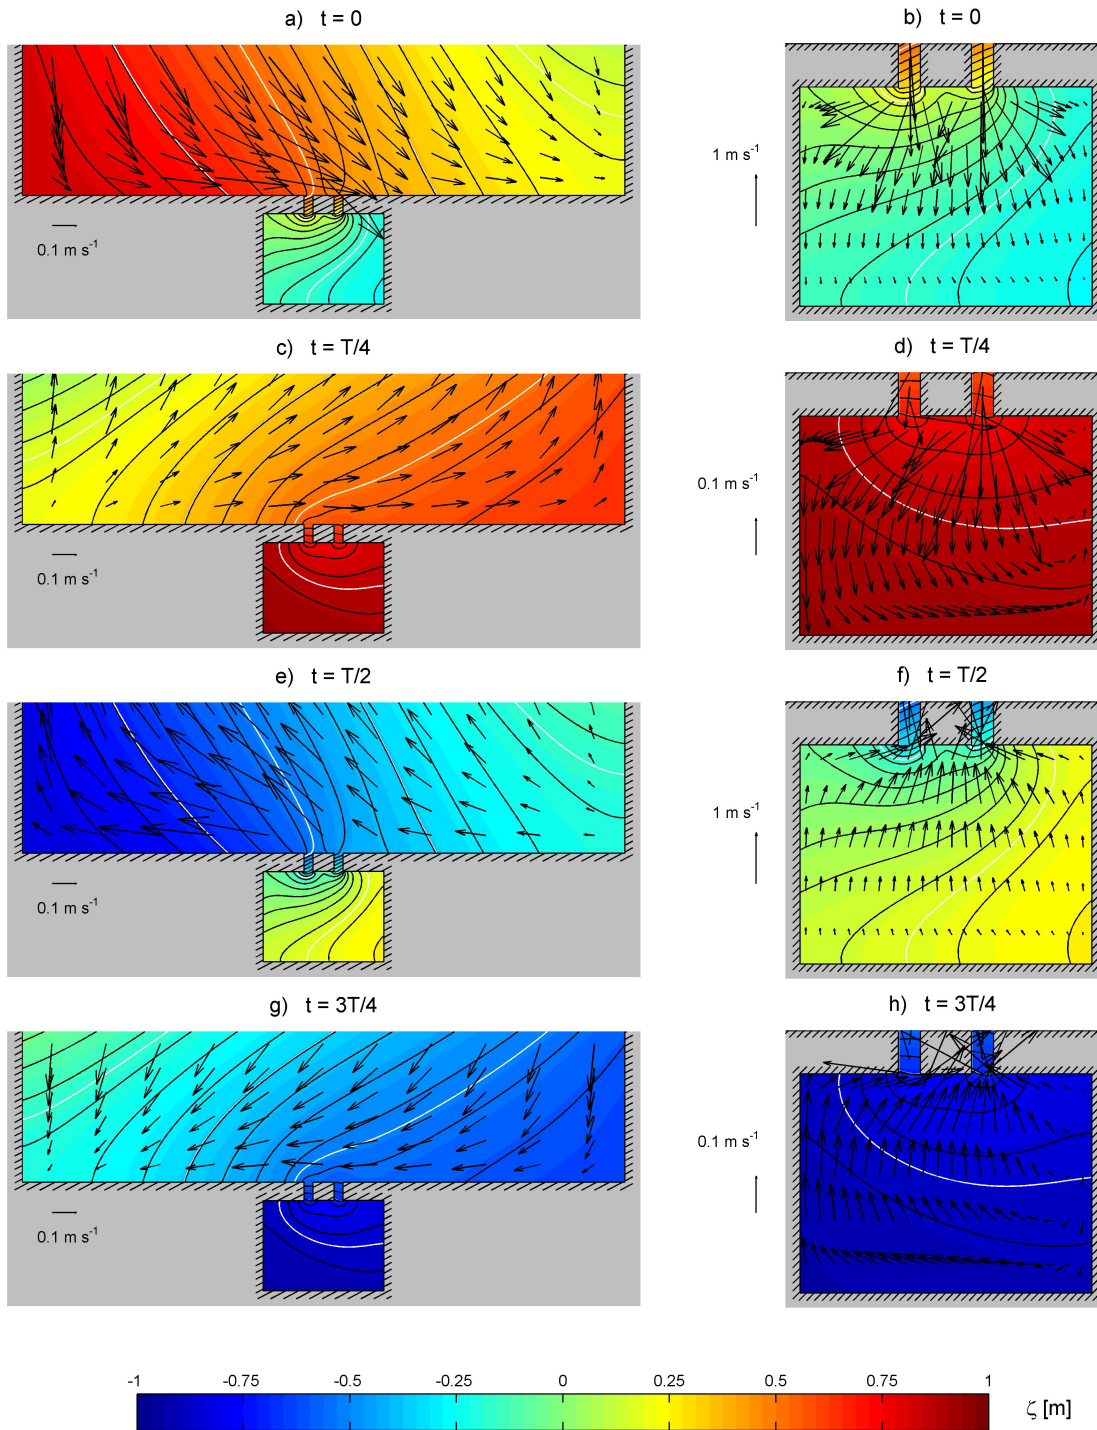 a) t = 0
b) t = 0
1 m s⁻¹
0.1 m s⁻¹
c) t = T/4
d) t = T/4
0.1 m s⁻¹
0.1 m s⁻¹
e) t = T/2
f) t = T/2
1 m s⁻¹
0.1 m s⁻¹
g) t = 3T/4
h) t = 3T/4
0.1 m s⁻¹
0.1 m s⁻¹
-1 -0.75 -0.5 -0.25 0 0.25 0.5 0.75 1
ζ [m]